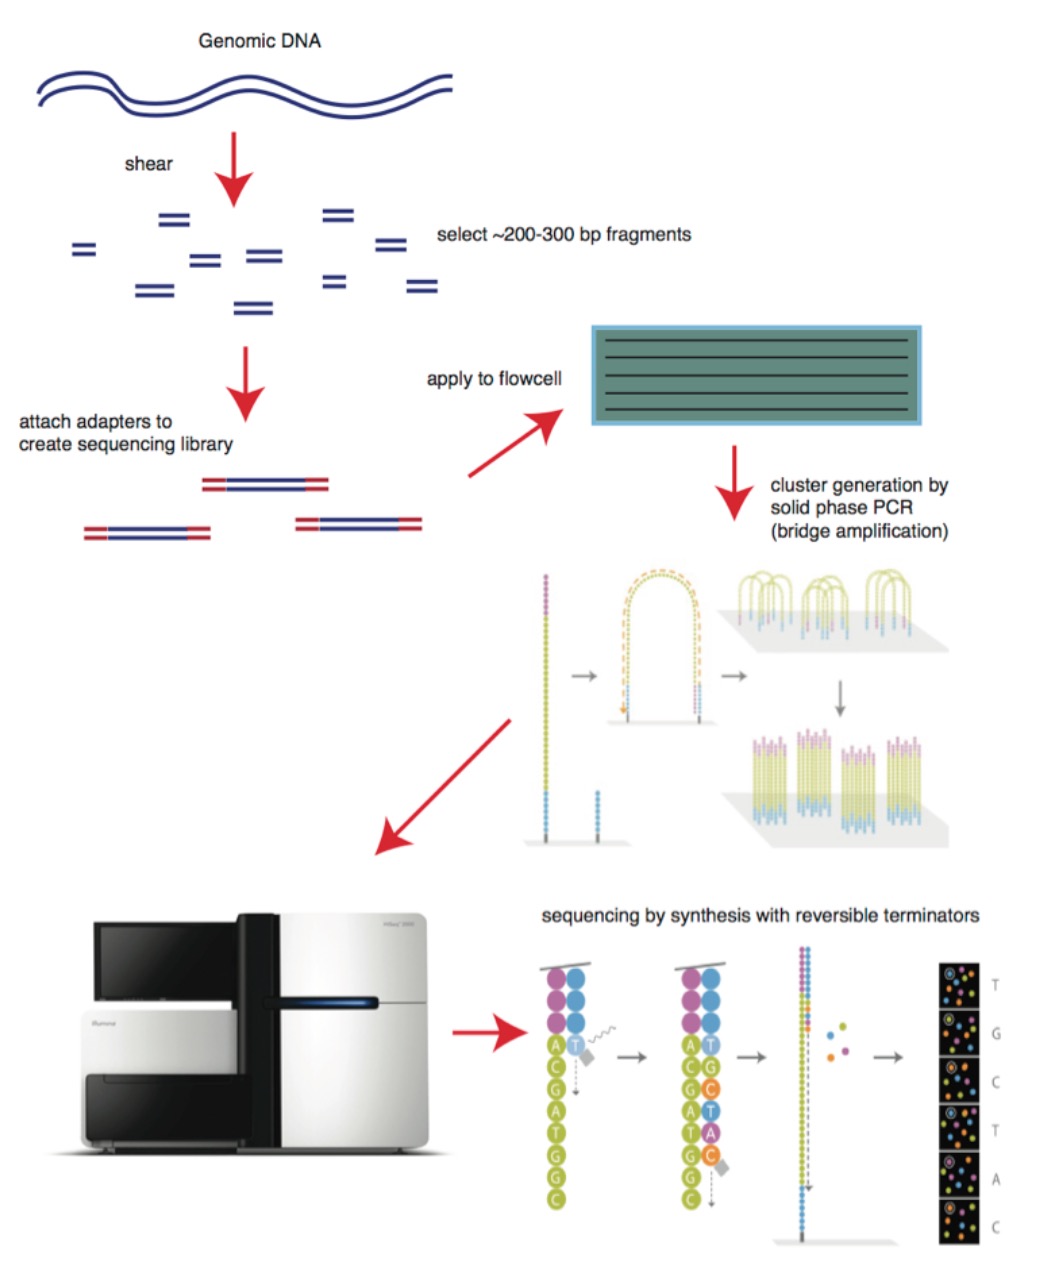 Genomic DNA
shear
select ~200-300 bp fragments
apply to flowcell
attach adapters to
create sequencing library
cluster generation by
solid phase PCR
(bridge amplification)
sequencing by synthesis with reversible terminators
illumina
A T
C
G
A
T
G
G
C
A T
C G
G C
A T
T A
G C
G
C
T
G
C
T
A
C